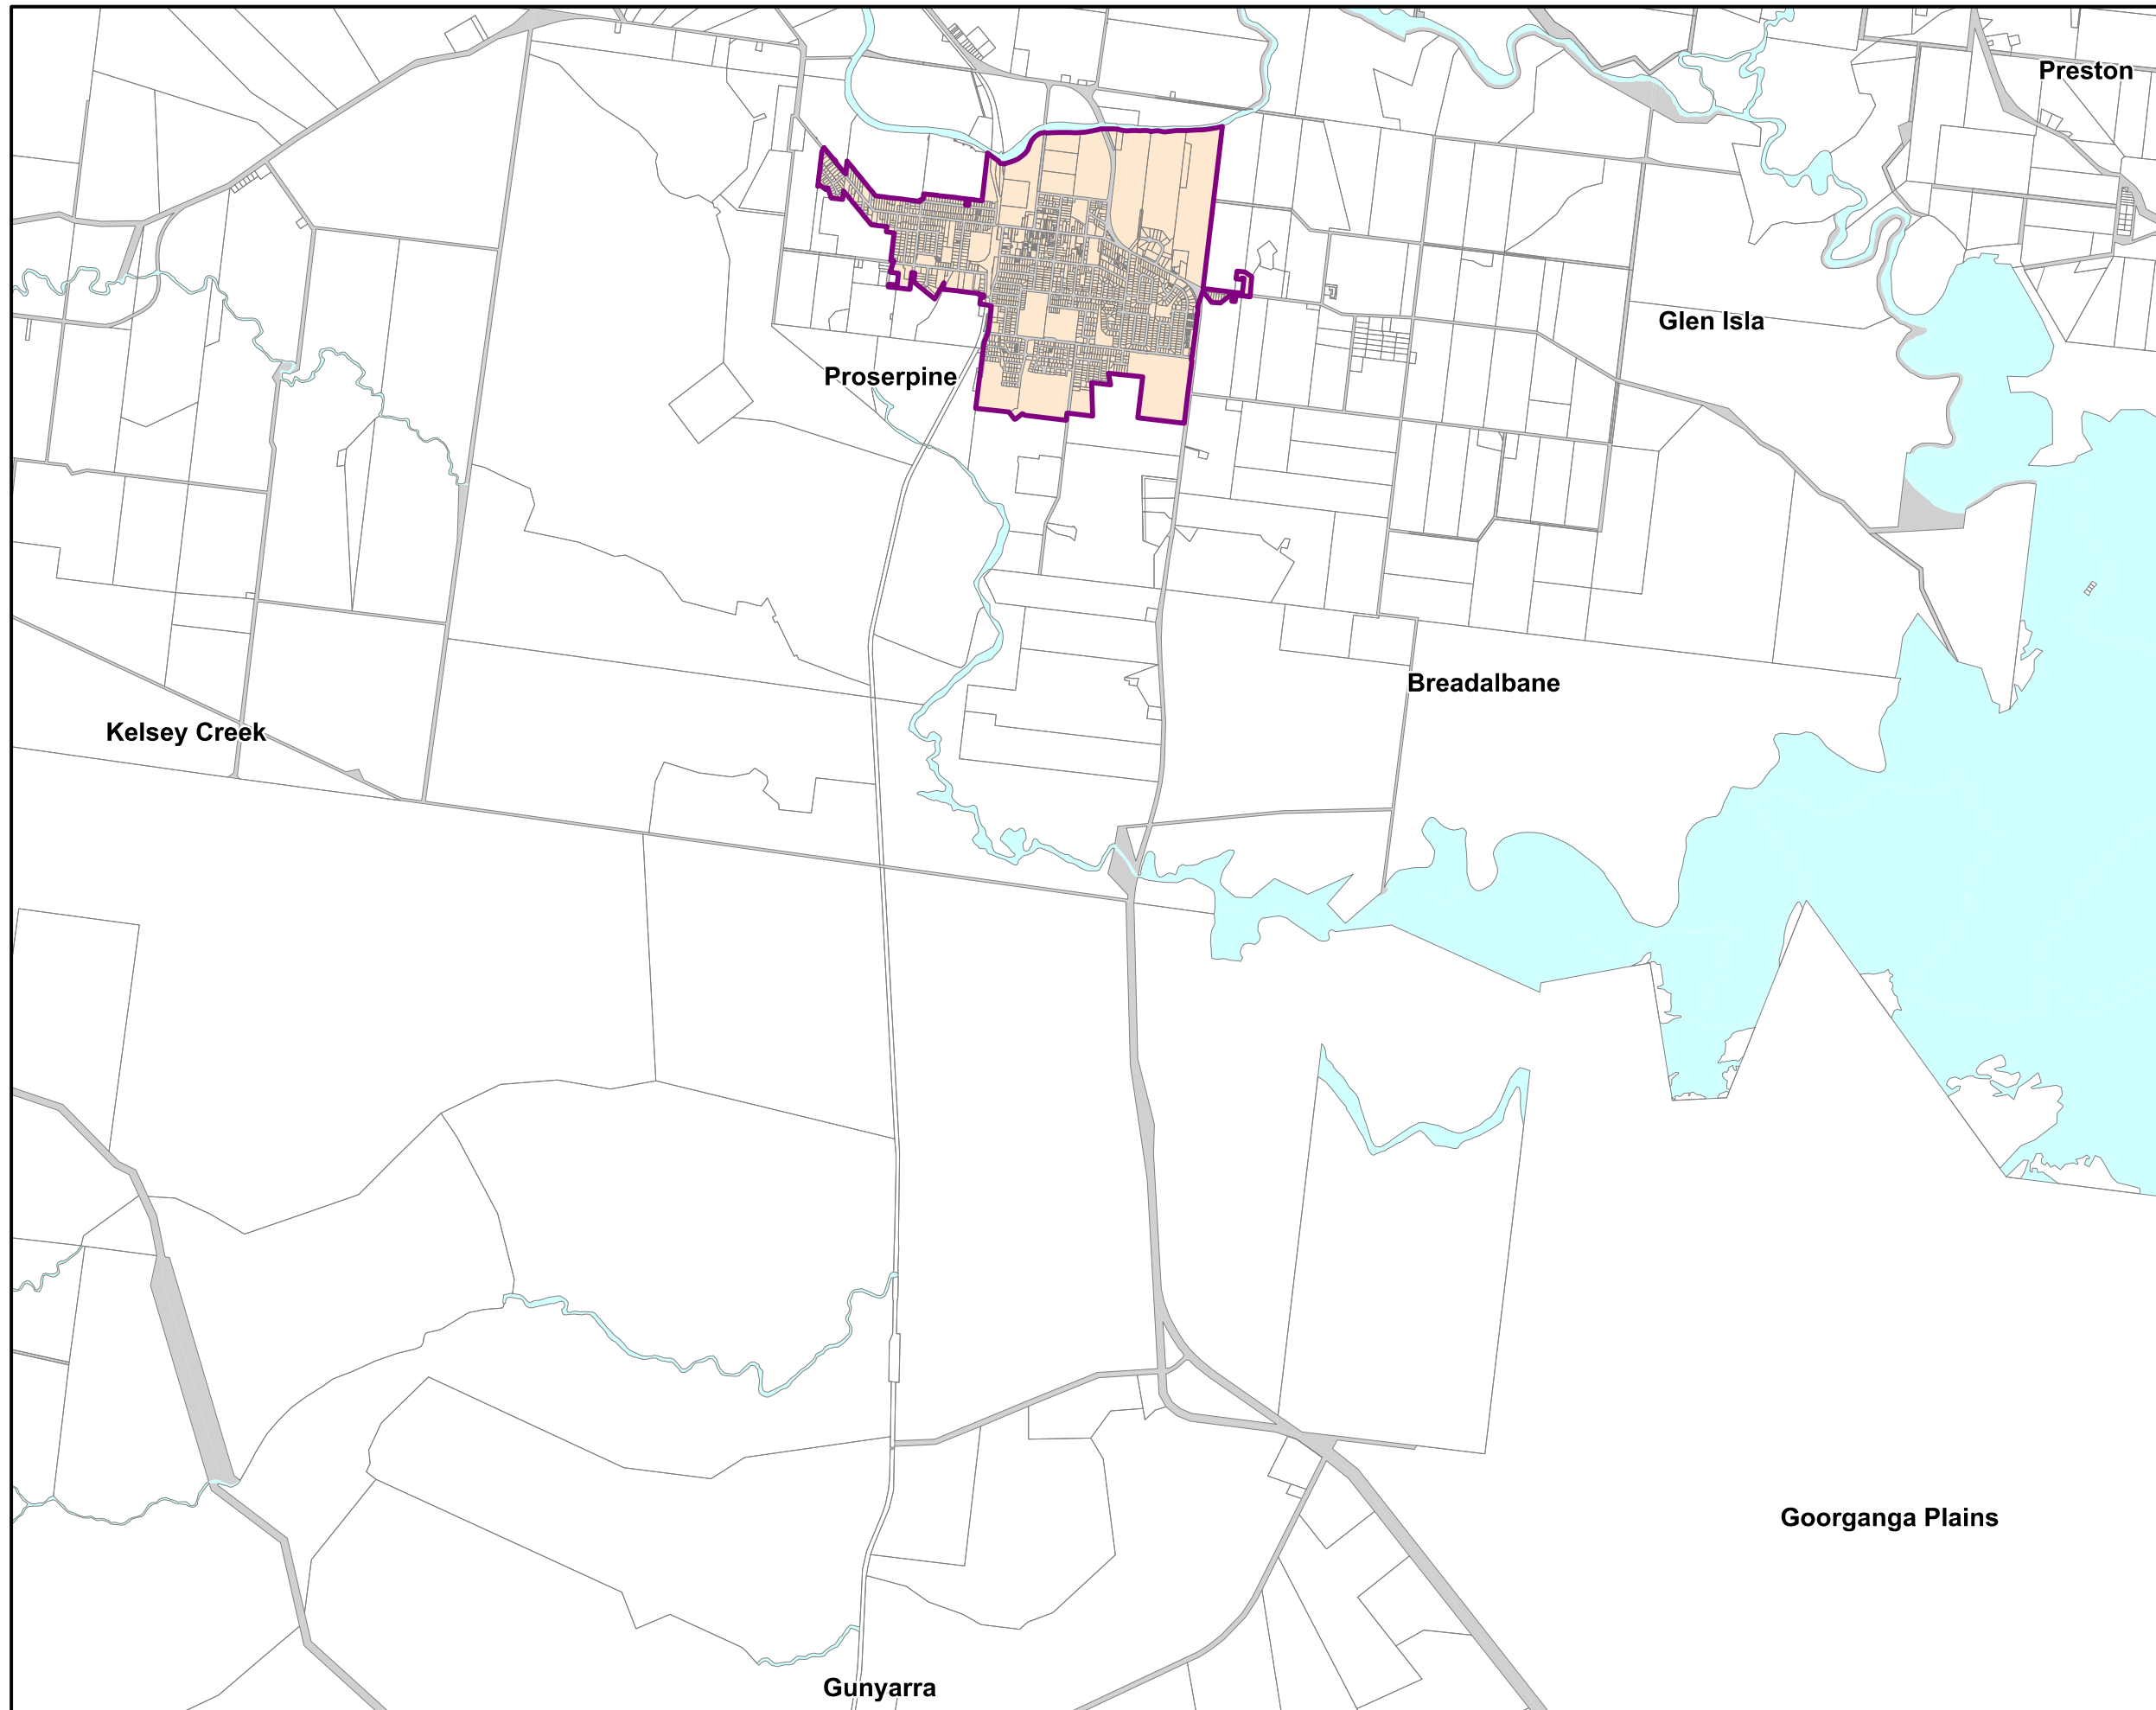 Preston
Glen Isla
Proserpine
Breadalbane
Kelsey Creek
Goorganga Plains
Gunyarra